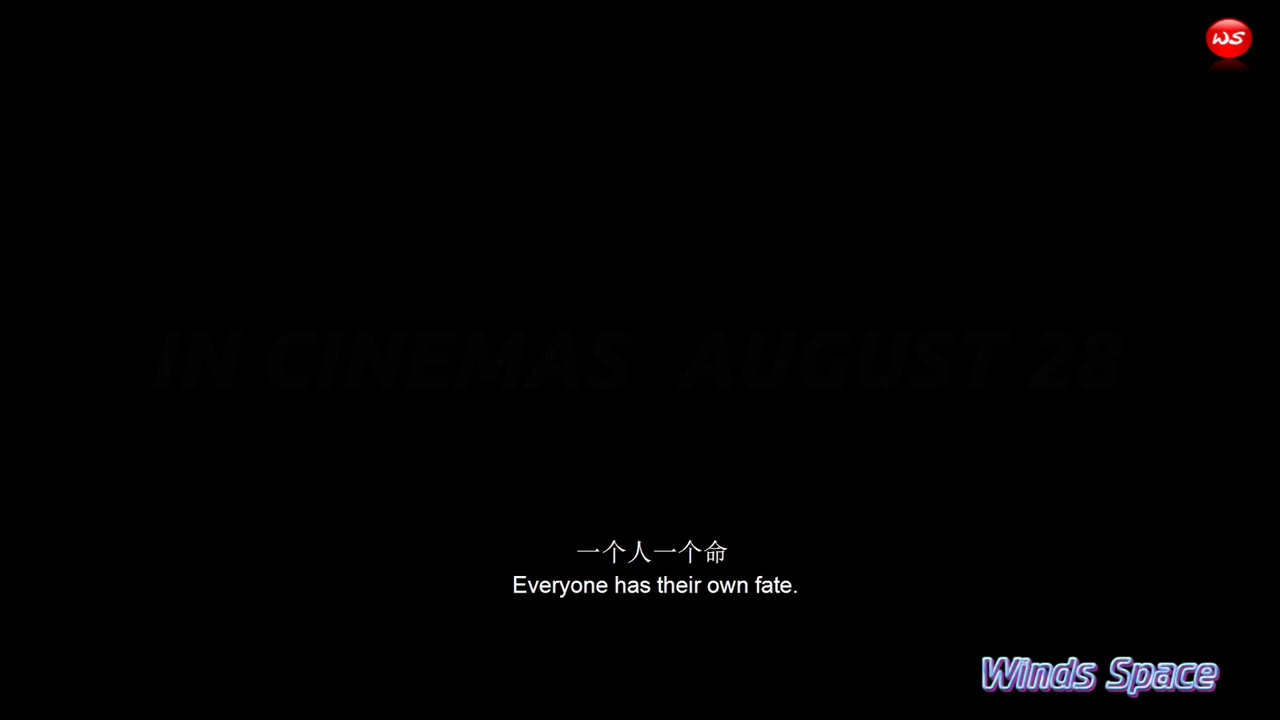 WS
IN CINEMAS AUGUST 28
一个人一个命
Everyone has their own fate.
Winds Space